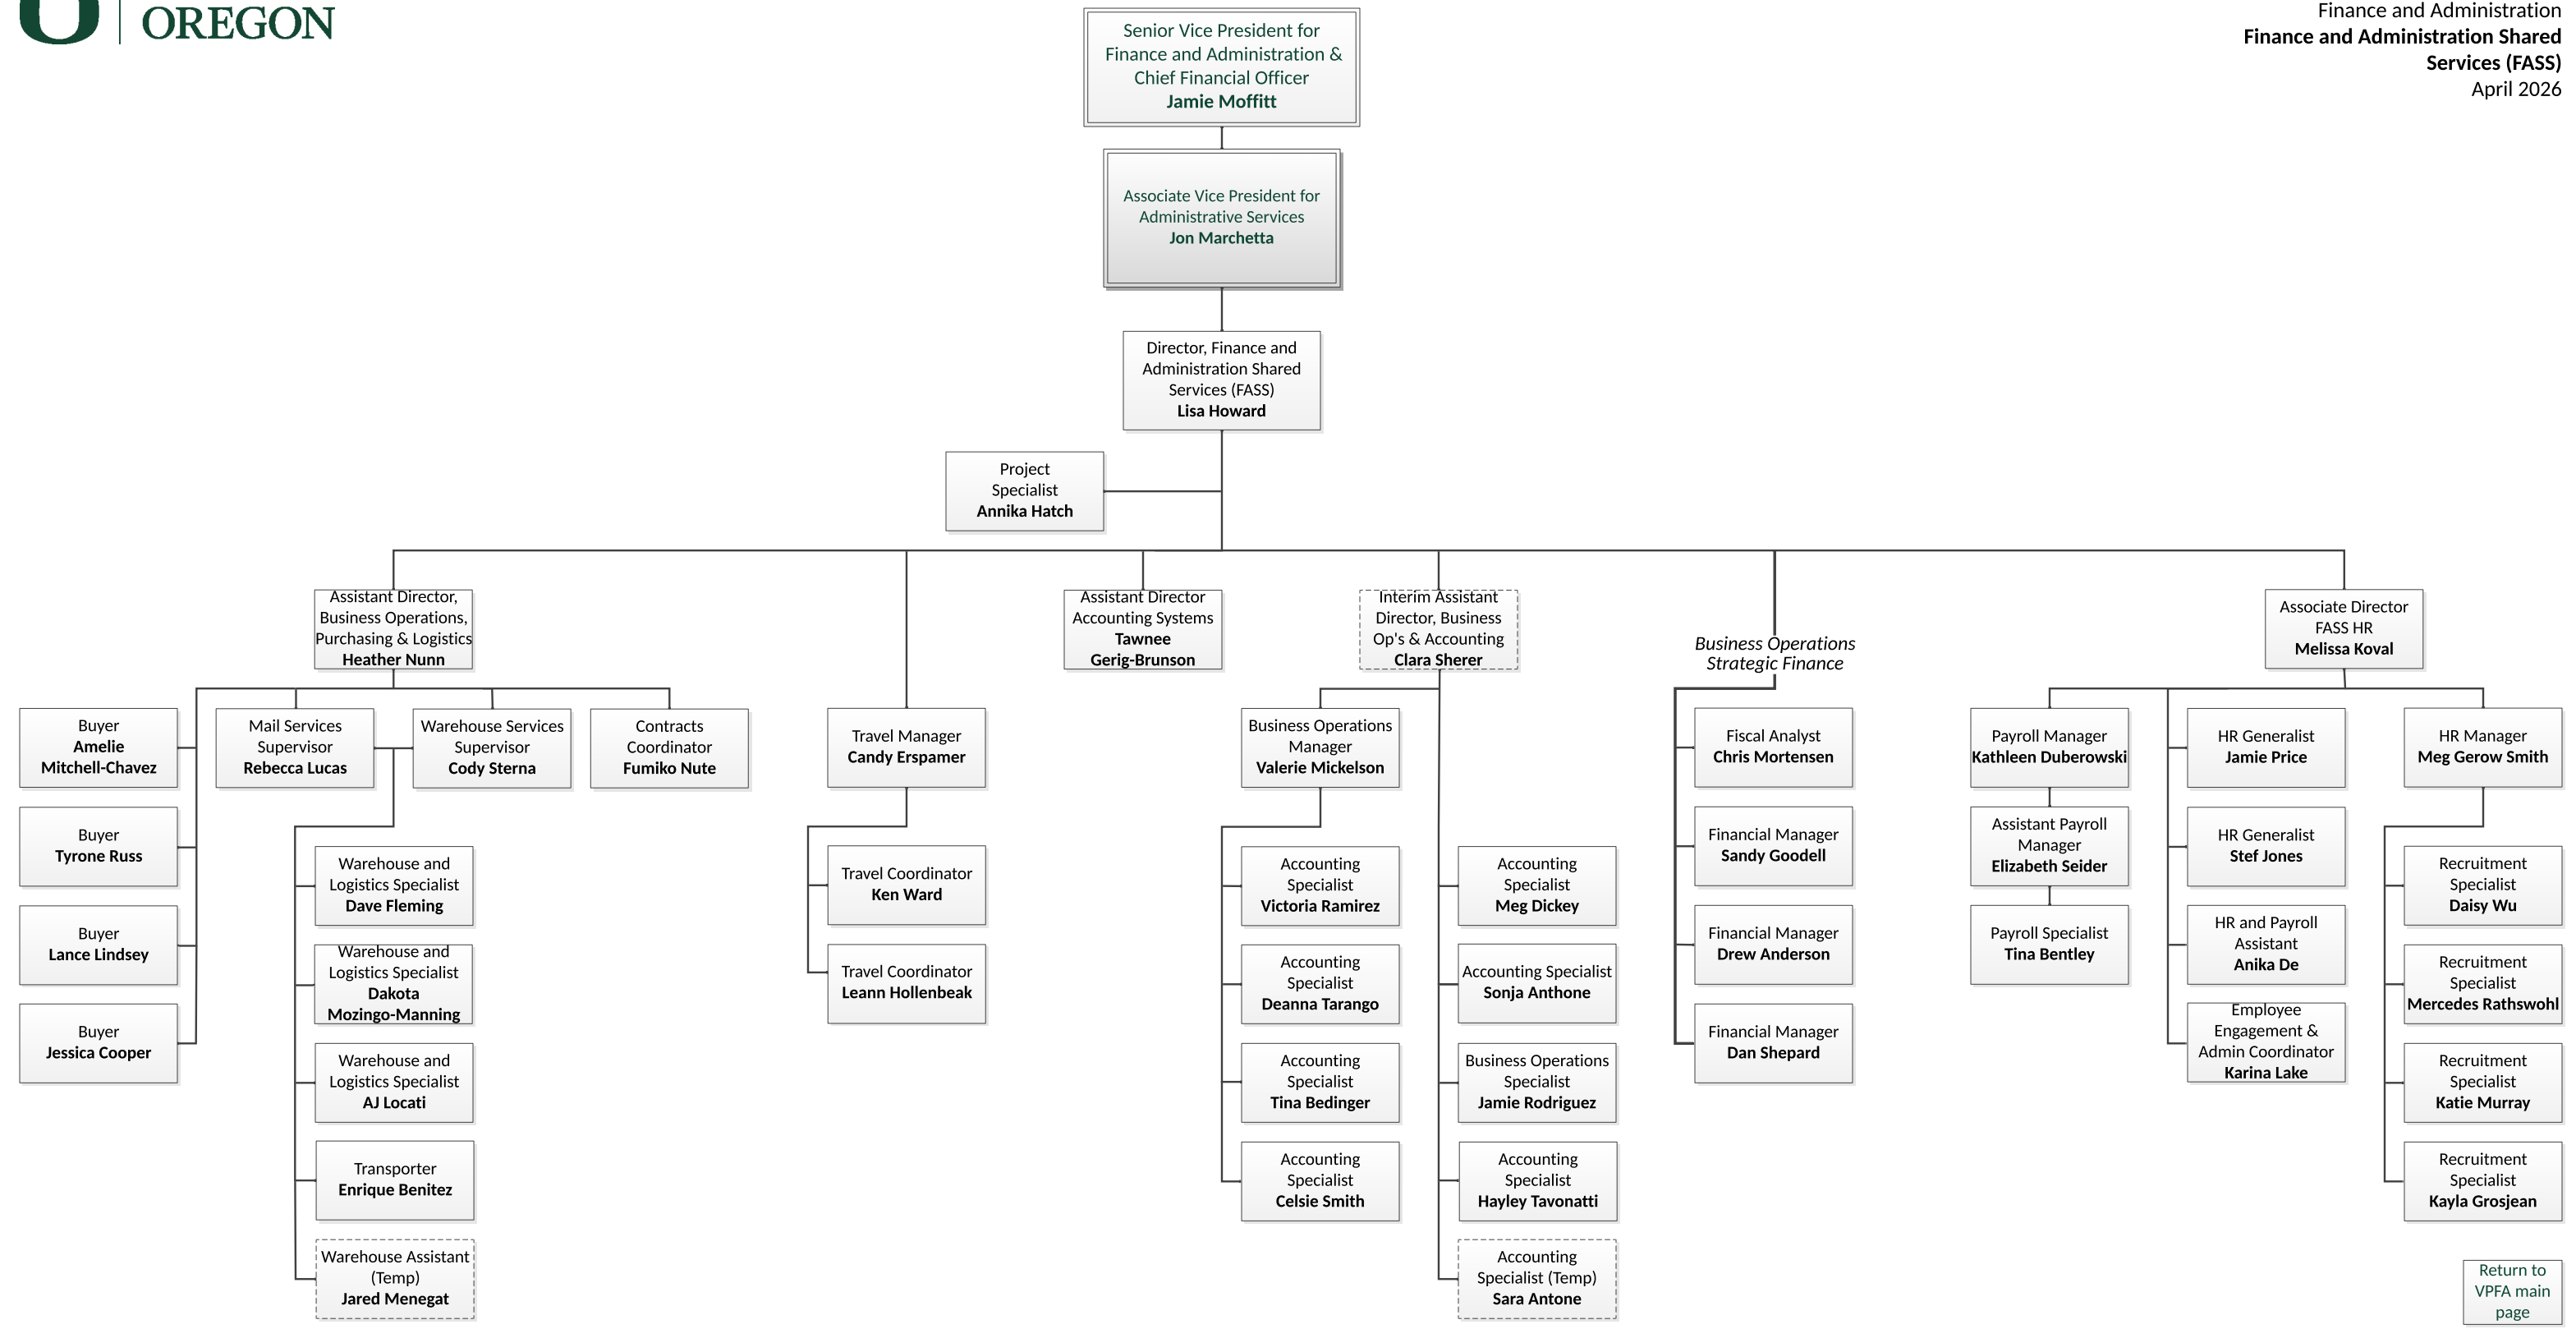 OREGON
Finance and Administration
Finance and Administration Shared
Services (FASS)
April 2026
Senior Vice President for
Finance and Administration &
Chief Financial Officer
Jamie Moffitt
Associate Vice President for
Administrative Services
Jon Marchetta
Director, Finance and
Administration Shared
Services (FASS)
Lisa Howard
Project
Specialist
Annika Hatch
Assistant Director,
Business Operations,
Purchasing & Logistics
Heather Nunn
Assistant Director
Accounting Systems
Tawnee
Gerig-Brunson
Interim Assistant
Director, Business
Op's & Accounting
Clara Sherer
Business Operations
Strategic Finance
Associate Director
FASS HR
Melissa Koval
Buyer
Amelie
Mitchell-Chavez
Mail Services
Supervisor
Rebecca Lucas
Warehouse Services
Supervisor
Cody Sterna
Contracts
Coordinator
Fumiko Nute
Travel Manager
Candy Erspamer
Business Operations
Manager
Valerie Mickelson
Fiscal Analyst
Chris Mortensen
Payroll Manager
Kathleen Duberowski
HR Generalist
Jamie Price
HR Manager
Meg Gerow Smith
Buyer
Tyrone Russ
Buyer
Lance Lindsey
Buyer
Jessica Cooper
Warehouse and
Logistics Specialist
Dave Fleming
Warehouse and
Logistics Specialist
Dakota
Mozingo-Manning
Warehouse and
Logistics Specialist
AJ Locati
Transporter
Enrique Benitez
Warehouse Assistant
(Temp)
Jared Menegat
Travel Coordinator
Ken Ward
Travel Coordinator
Leann Hollenbeak
Accounting
Specialist
Victoria Ramirez
Accounting
Specialist
Deanna Tarango
Accounting
Specialist
Tina Bedinger
Accounting
Specialist
Celsie Smith
Accounting
Specialist
Meg Dickey
Accounting Specialist
Sonja Anthone
Business Operations
Specialist
Jamie Rodriguez
Accounting
Specialist
Hayley Tavonatti
Accounting
Specialist (Temp)
Sara Antone
Financial Manager
Sandy Goodell
Financial Manager
Drew Anderson
Financial Manager
Dan Shepard
Assistant Payroll
Manager
Elizabeth Seider
Payroll Specialist
Tina Bentley
HR Generalist
Stef Jones
HR and Payroll
Assistant
Anika De
Employee
Engagement &
Admin Coordinator
Karina Lake
Recruitment
Specialist
Daisy Wu
Recruitment
Specialist
Mercedes Rathswohl
Recruitment
Specialist
Katie Murray
Recruitment
Specialist
Kayla Grosjean
Return to
VPFA main
page